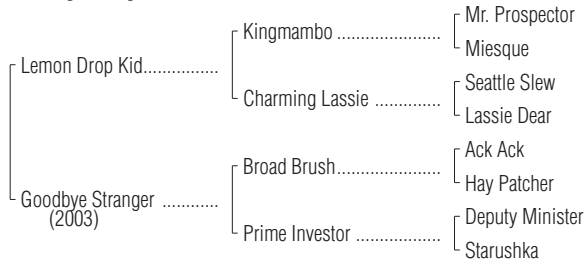 Mr. Prospector
Kingmambo ..................
Miesque
Lemon Drop Kid...............
Seattle Slew
Charming Lassie .............
Lassie Dear
Ack Ack
Broad Brush..................
Hay Patcher
Goodbye Stranger ............
(2003)
Deputy Minister
Prime Investor ................
Starushka